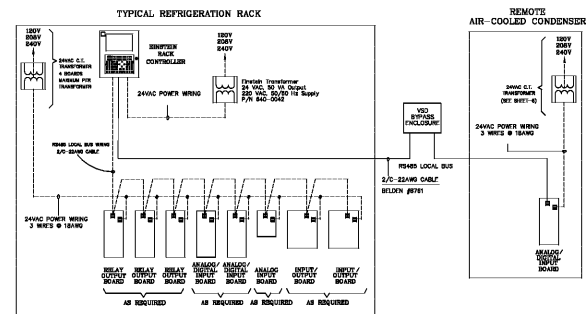 TYPICAL REFRIGERATION RACK
REMOTE
AIR-COOLED CONDENSER
120V
208V
240V
24VAC C.T.
TRANSFORMER
4 BOARDS
MAXIMUM PER
TRANSFORMER
EINSTEIN
RACK
CONTROLLER
120V
208V
240V
Einstein Transformer
24 VAC, 50 VA Output
220 VAC, 50/60 Hz Supply
P/N 640-0042
24VAC POWER WIRING
RS485 LOCAL BUS WIRING
2/C-22AWG CABLE
24VAC POWER WIRING
3 WIRES @ 18AWG
VSD
BYPASS
ENCLOSURE
RS485 LOCAL BUS
2/C-22AWG CABLE
BELDEN #8761
120V
208V
240V
24VAC C.T.
TRANSFORMER
(SEE SHEET-6)
24VAC POWER WIRING
3 WIRES @ 18AWG
RELAY
OUTPUT
BOARD
RELAY
OUTPUT
BOARD
RELAY
OUTPUT
BOARD
ANALOG/
DIGITAL
INPUT
BOARD
ANALOG/
DIGITAL
INPUT
BOARD
ANALOG
INPUT
BOARD
INPUT/
OUTPUT
BOARD
INPUT/
OUTPUT
BOARD
AS REQUIRED
AS REQUIRED
AS REQUIRED
AS REQUIRED
ANALOG/
DIGITAL
INPUT
BOARD